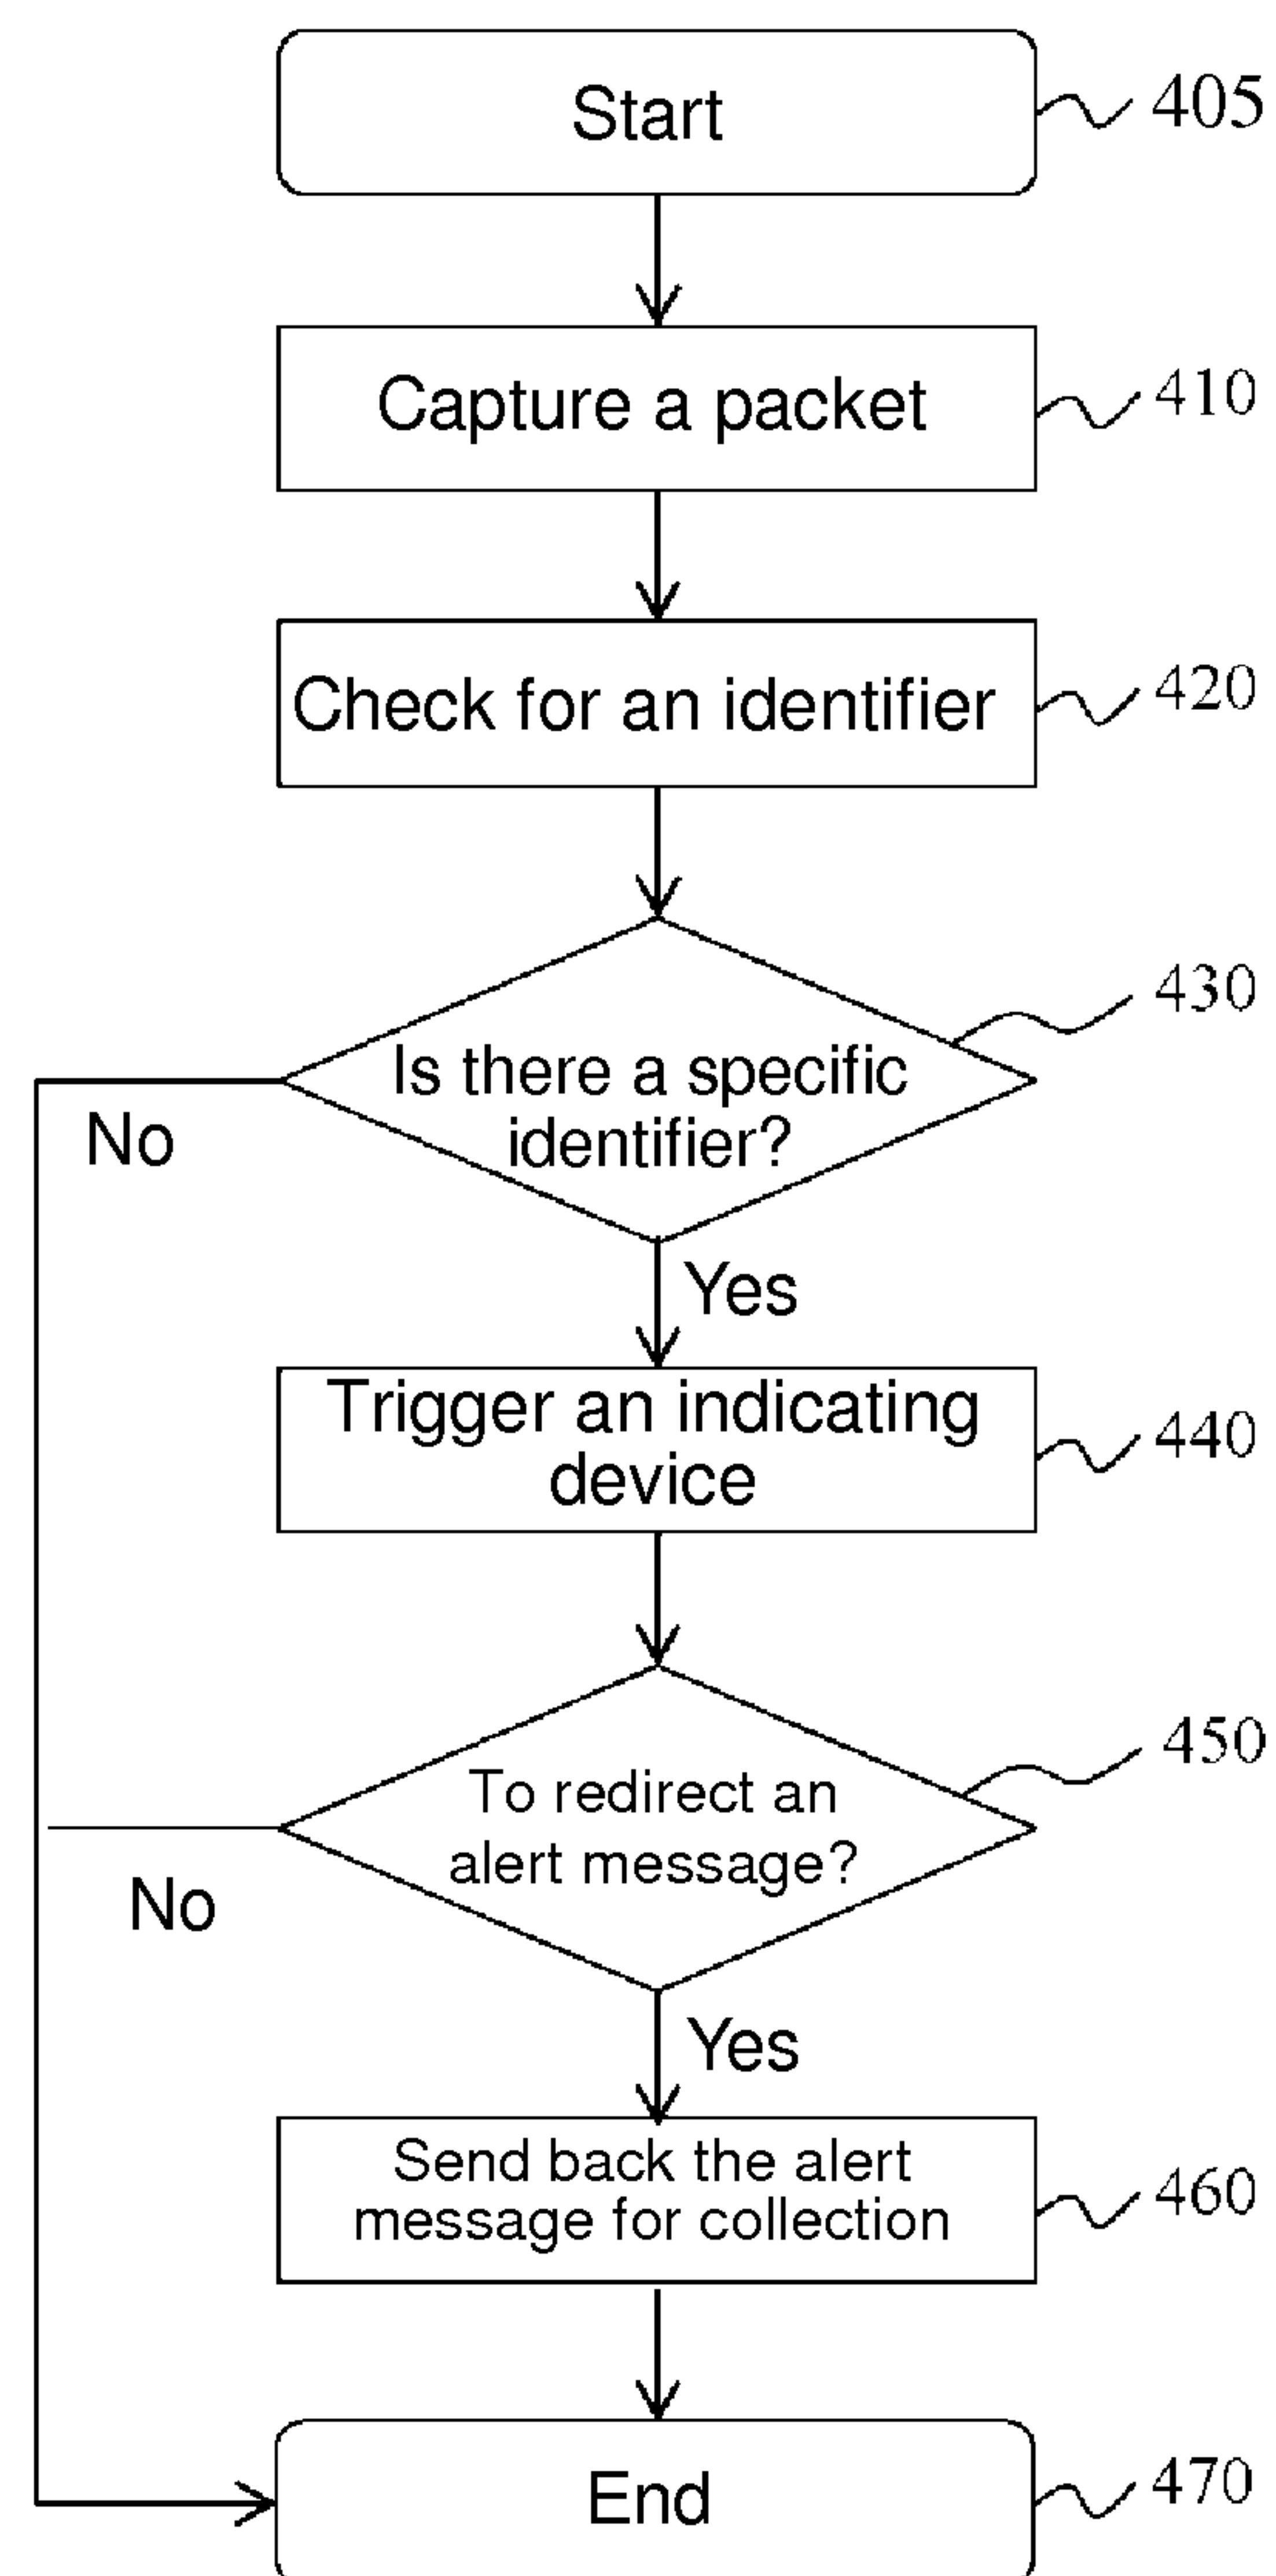 Start
405
Capture a packet
410
Check for an identifier
420
430
Is there a specific
identifier?
No
Yes
Trigger an indicating
device
440
450
To redirect an
alert message?
No
Yes
Send back the alert
message for collection
460
End
470